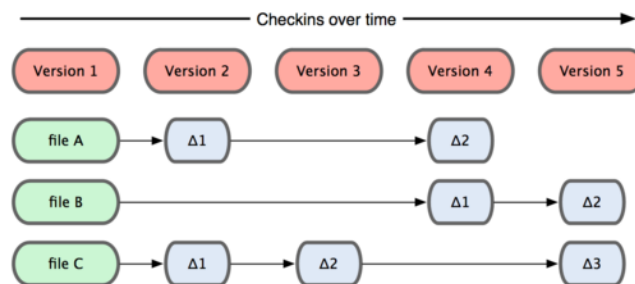 Checkins over time
Version 1 Version 2 Version 3 Version 4 Version 5
file A Δ1 Δ2
file B Δ1 Δ2
file C Δ1 Δ2 Δ3